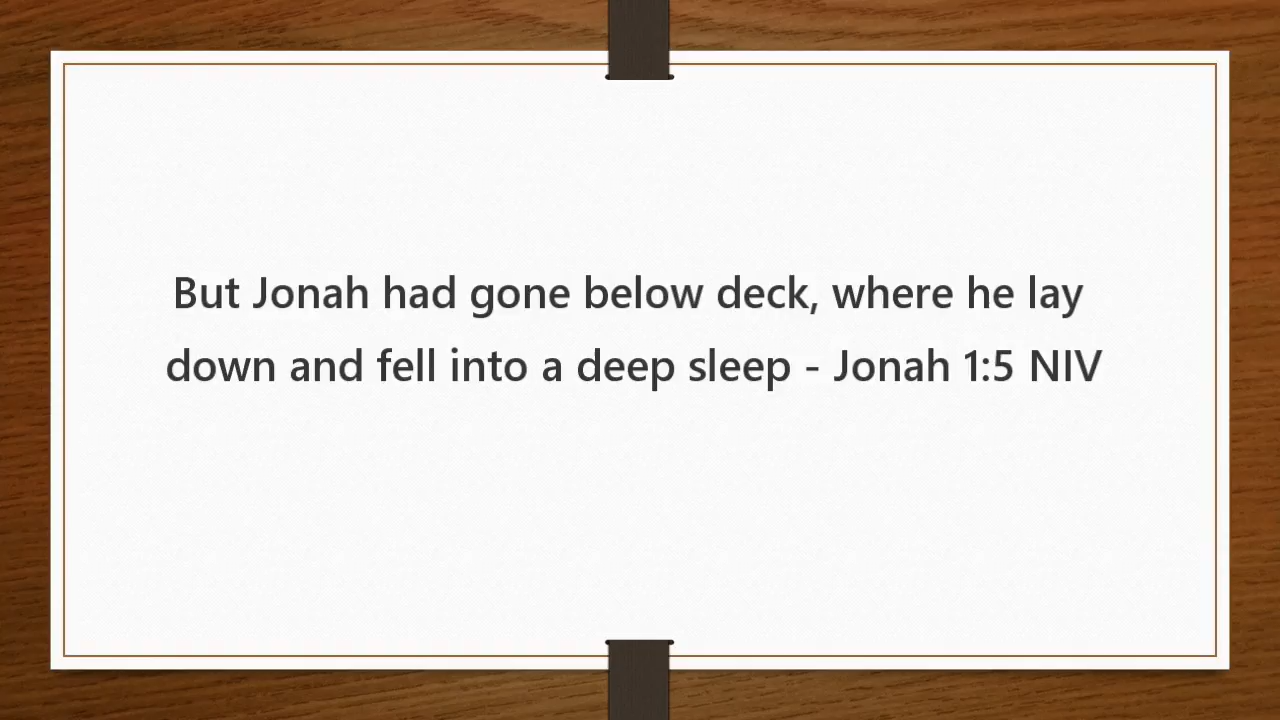 But Jonah had gone below deck, where he lay
down and fell into a deep sleep - Jonah 1:5 NIV